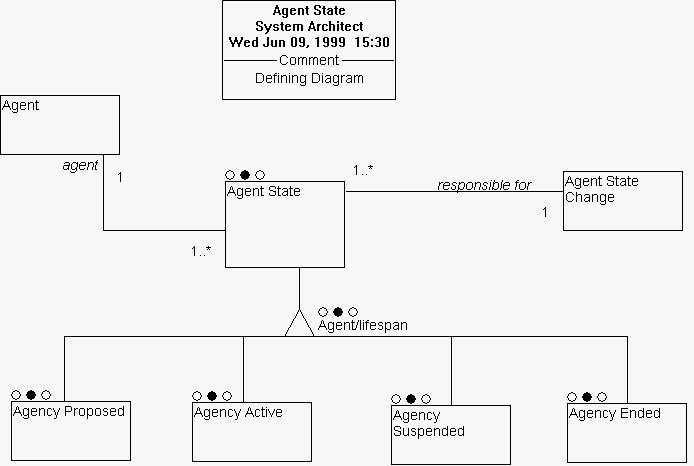 Agent State
System Architect
Wed Jun 09, 1999 15:30
Comment
Defining Diagram
Agent
agent
1
1..*
Agent State
1..*
responsible for
1
Agent State
Change
Agent/lifespan
Agency Proposed
Agency Active
Agency
Suspended
Agency Ended